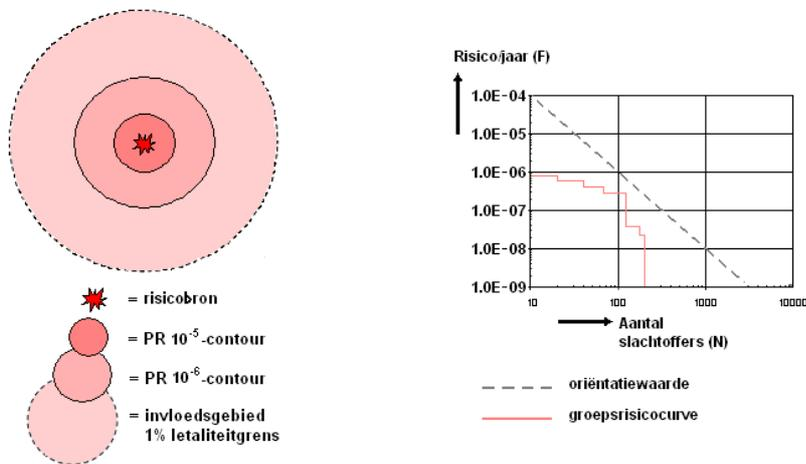 = risicobron
= PR 10⁻⁵-contour
= PR 10⁻⁶-contour
= invloedsgebied
1% letaliteitgrens
Risico/jaar (F)
1.0E-04
1.0E-05
1.0E-06
1.0E-07
1.0E-08
1.0E-09
10
100
1000
10000
Aantal
slachtoffers (N)
oriëntatiewaarde
groepsrisicocurve